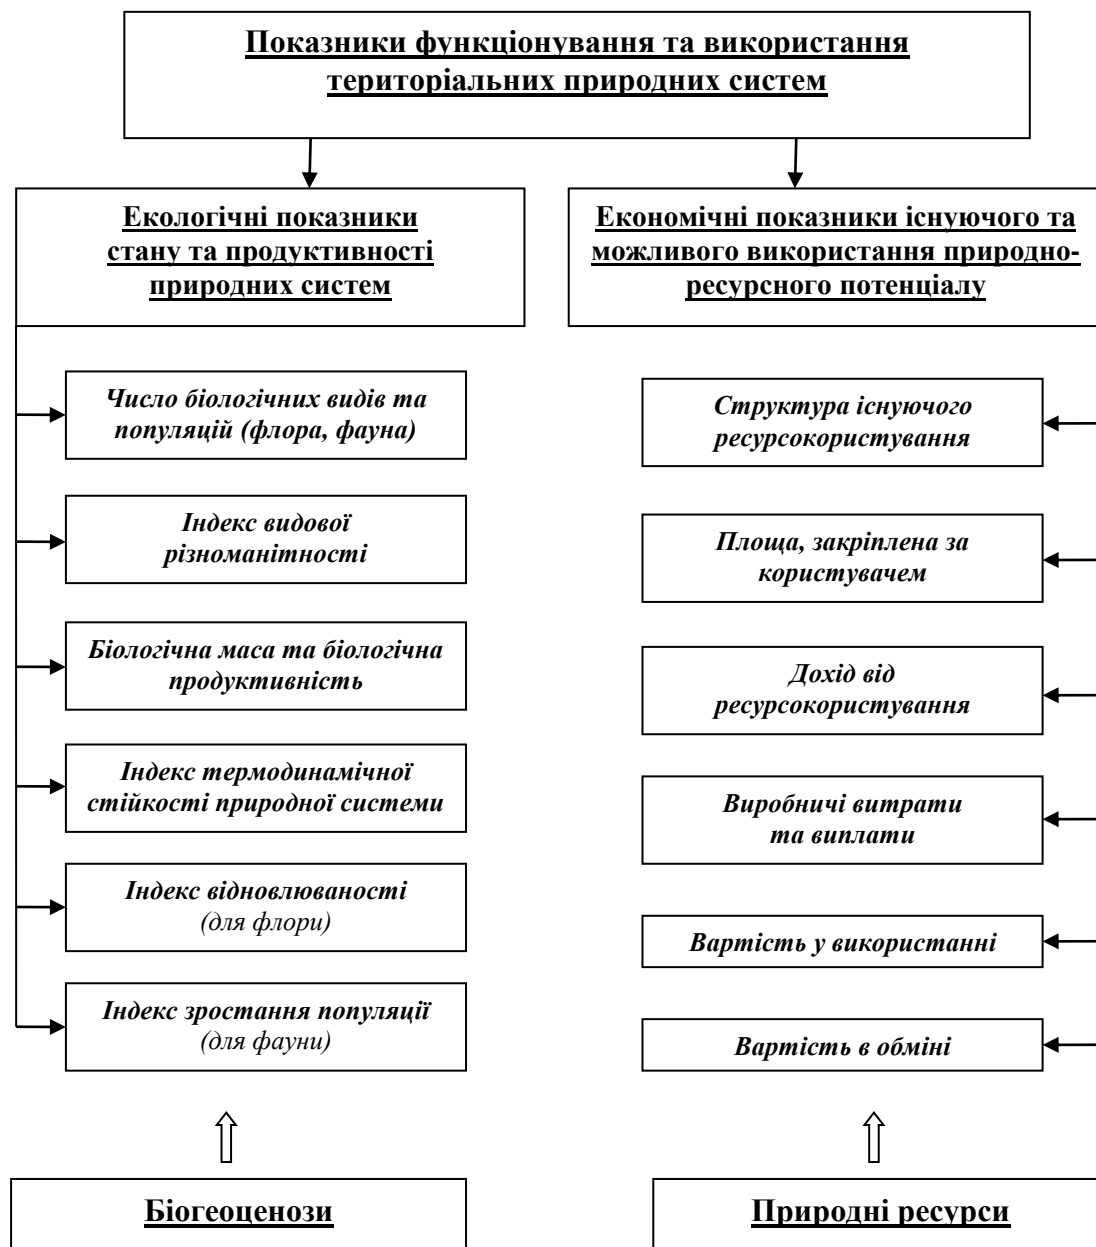 Показники функціонування та використання
територіальних природних систем
Екологічні показники
стану та продуктивності
природних систем
Економічні показники існуючого та
можливого використання природно-
ресурсного потенціалу
Число біологічних видів та
популяцій (флора, фауна)
Індекс видової
різноманітності
Біологічна маса та біологічна
продуктивність
Індекс термодинамічної
стійкості природної системи
Індекс відновлюваності
(для флори)
Індекс зростання популяції
(для фауни)
Структура існуючого
ресурсокористування
Площа, закріплена за
користувачем
Дохід від
ресурсокористування
Виробничі витрати
та виплати
Вартість у використанні
Вартість в обміні
Біогеоценози
Природні ресурси